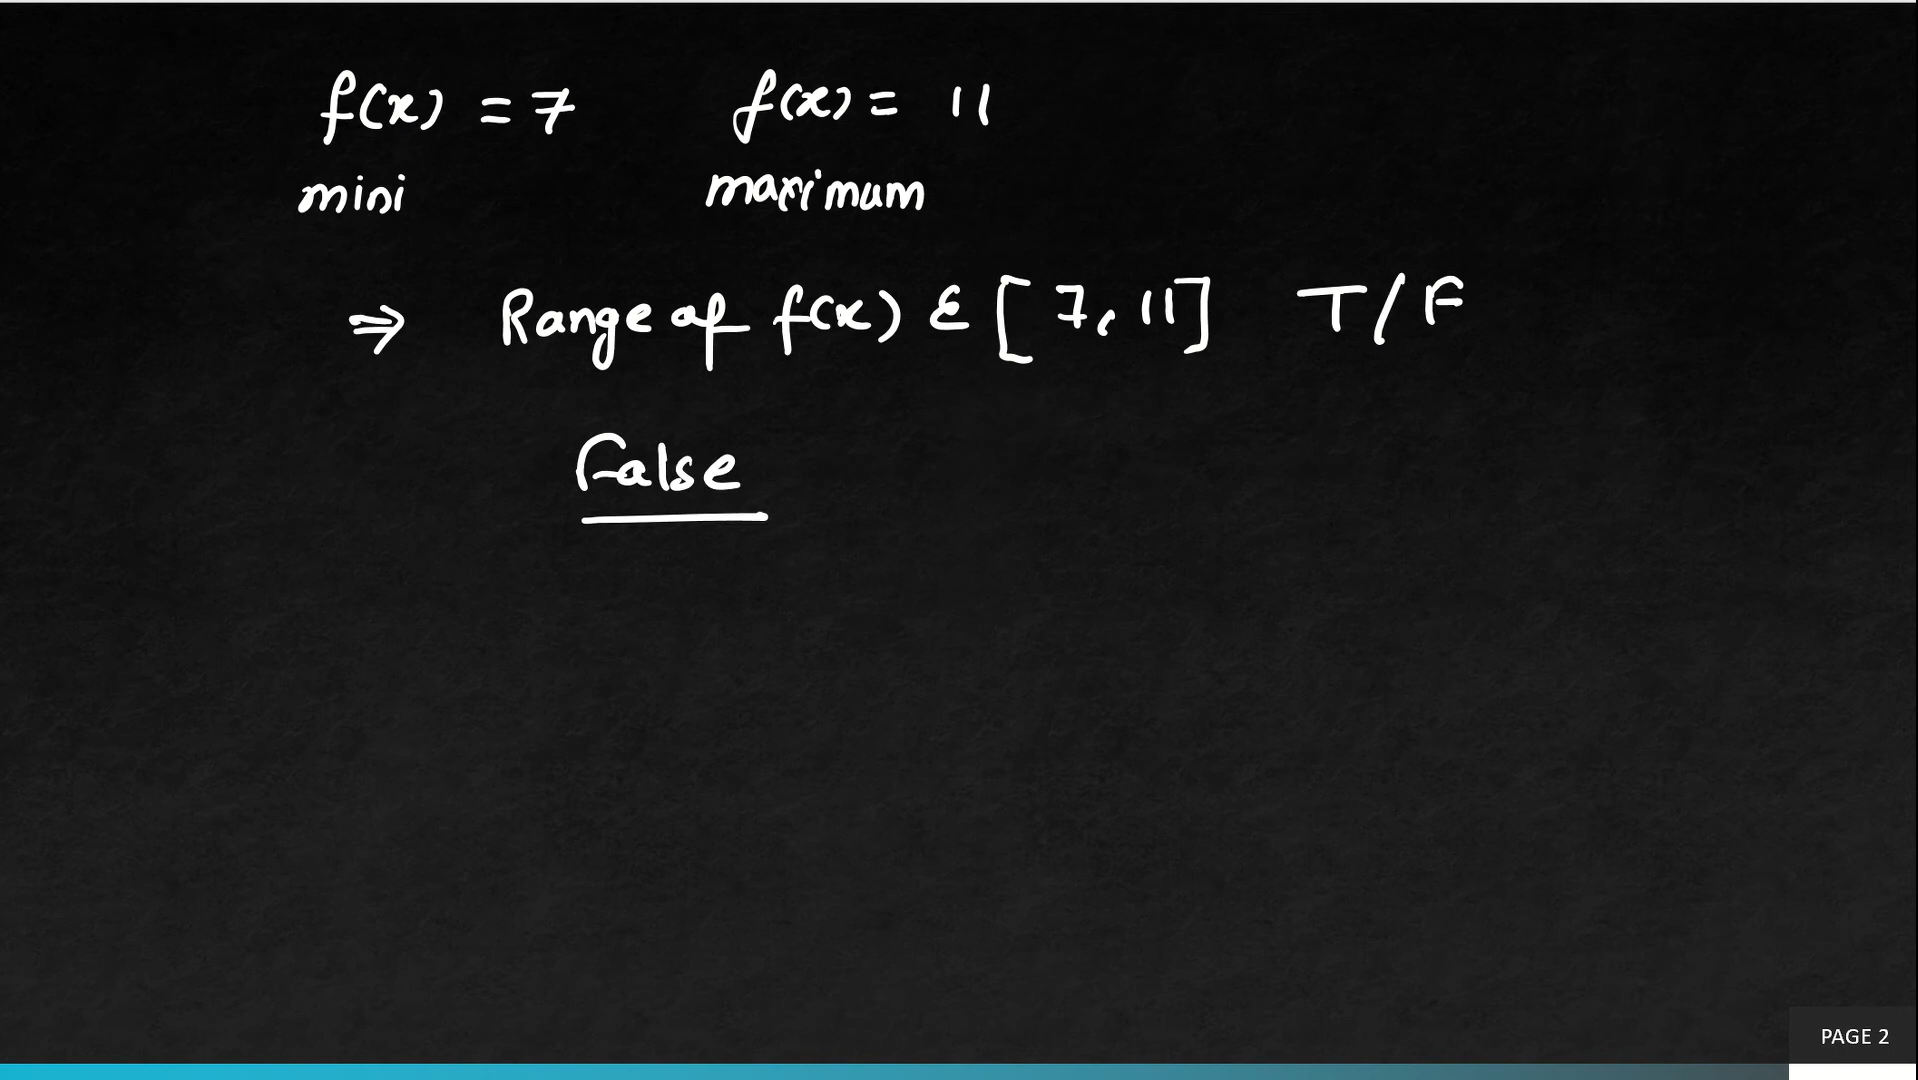 f(x) = 7 f(x) = 11
mini maximum
⇒ Range of f(x) ε [7, 11] T/F
False
PAGE 2